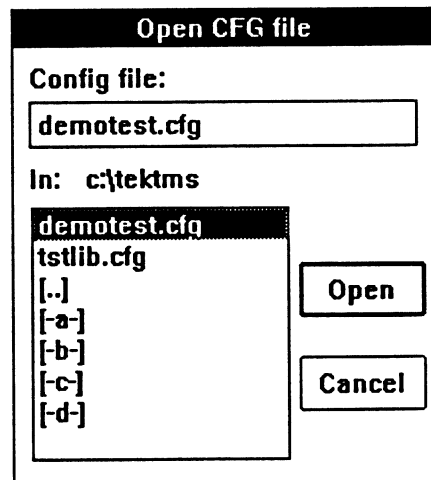 Open CFG file
Config file:
demotest.cfg
In: c:\tektms
demotest.cfg
tstlib.cfg
[..]
[-a-]
[-b-]
[-c-]
[-d-]
Open
Cancel